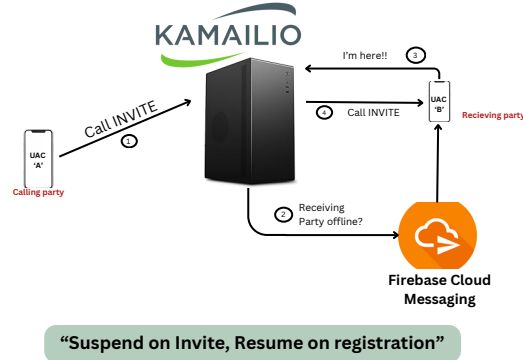 KAMAILIO
I'm here!!
3
Call INVITE
1
4
Call INVITE
UAC
'B'
Recieving party
UAC
'A'
Calling party
2
Receiving
Party offline?
Firebase Cloud
Messaging
“Suspend on Invite, Resume on registration”